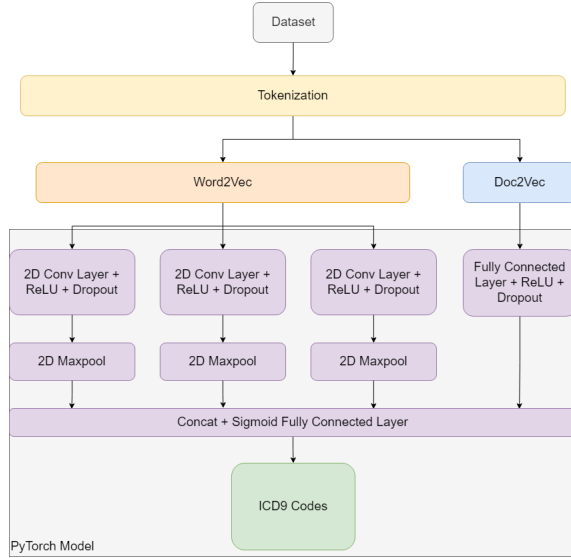 Dataset
Tokenization
Word2Vec
Doc2Vec
2D Conv Layer +
ReLU + Dropout
2D Conv Layer +
ReLU + Dropout
2D Conv Layer +
ReLU + Dropout
Fully Connected
Layer + ReLU +
Dropout
2D Maxpool
2D Maxpool
2D Maxpool
Concat + Sigmoid Fully Connected Layer
ICD9 Codes
PyTorch Model